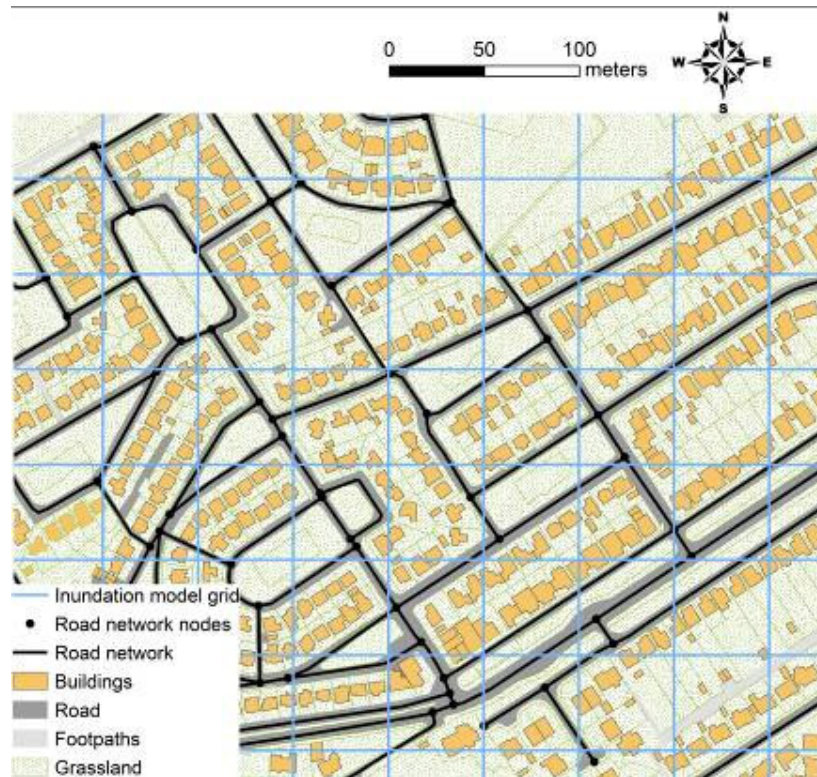 N
0 50 100
meters
W E
S
Inundation model grid
Road network nodes
Road network
Buildings
Road
Footpaths
Grassland